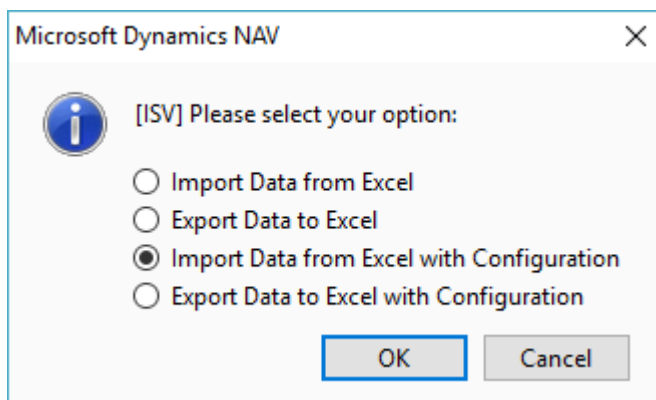 Microsoft Dynamics NAV
[ISV] Please select your option:
Import Data from Excel
Export Data to Excel
Import Data from Excel with Configuration
Export Data to Excel with Configuration
OK Cancel